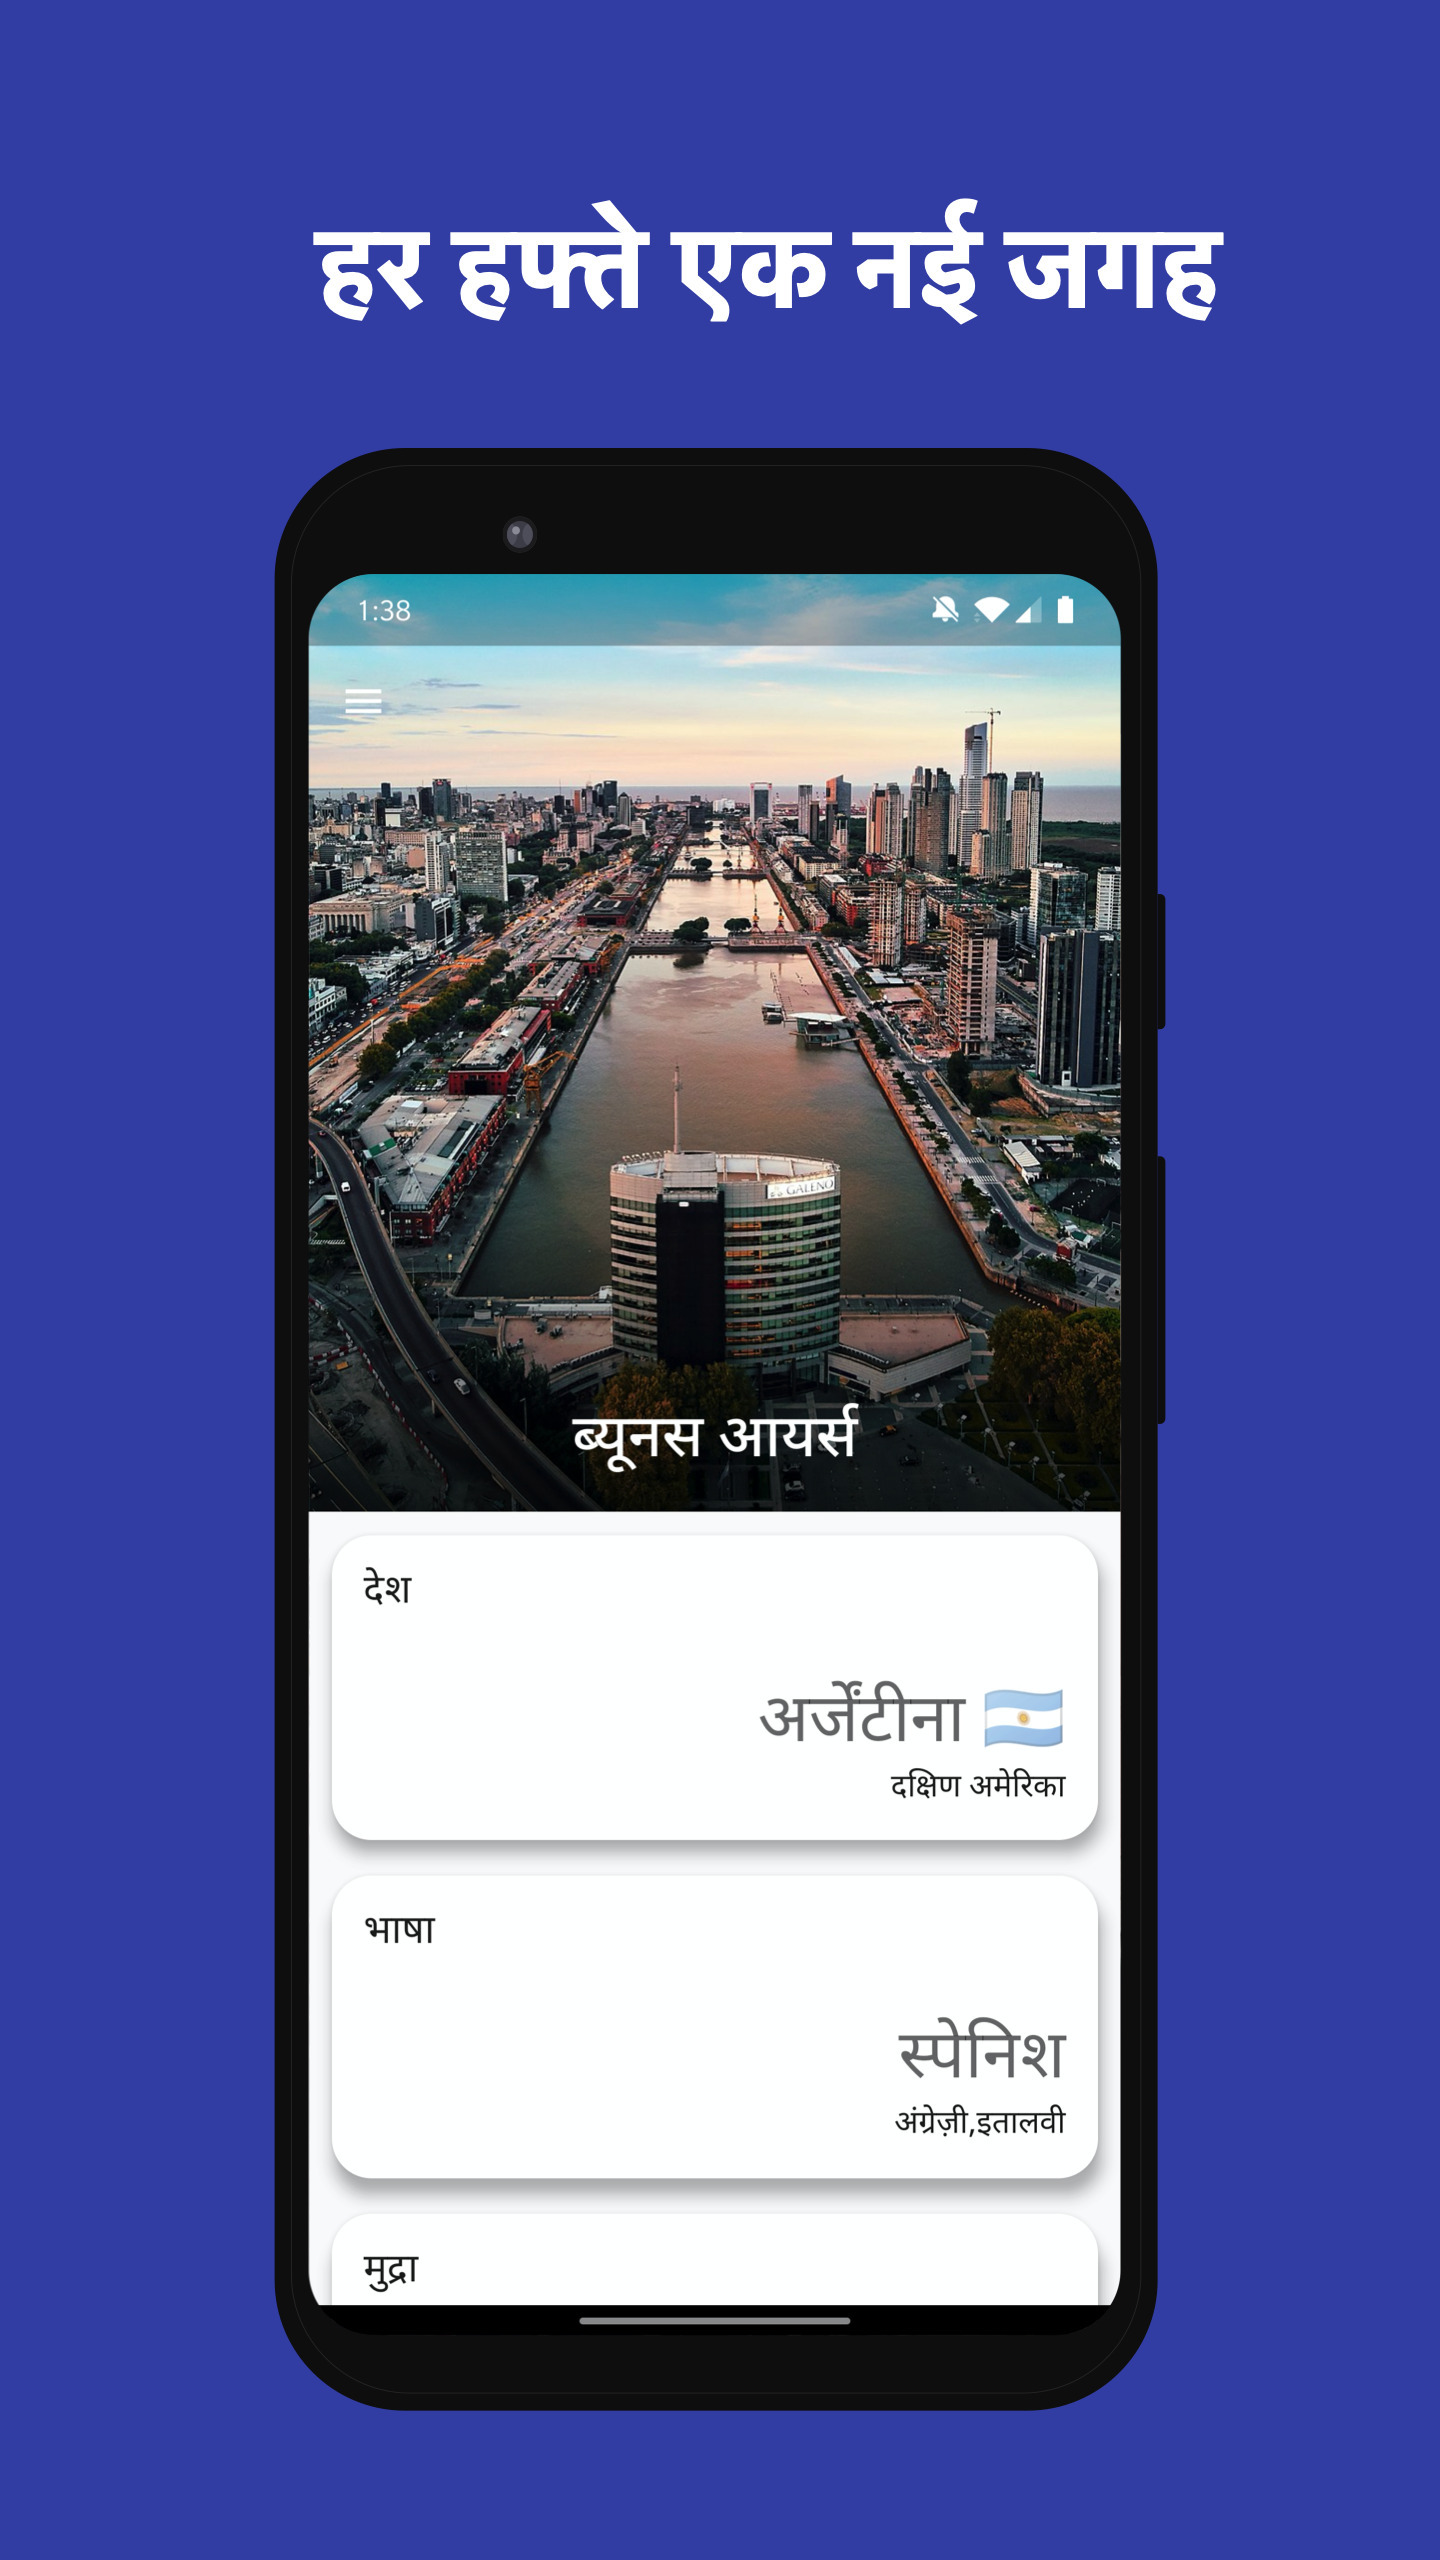 हर हफ्ते एक नई जगह
1:38
GALENO
ब्यूनस आयर्स
देश
अर्जेंटीना
दक्षिण अमेरिका
भाषा
स्पेनिश
अंग्रेज़ी,इतालवी
मुद्रा